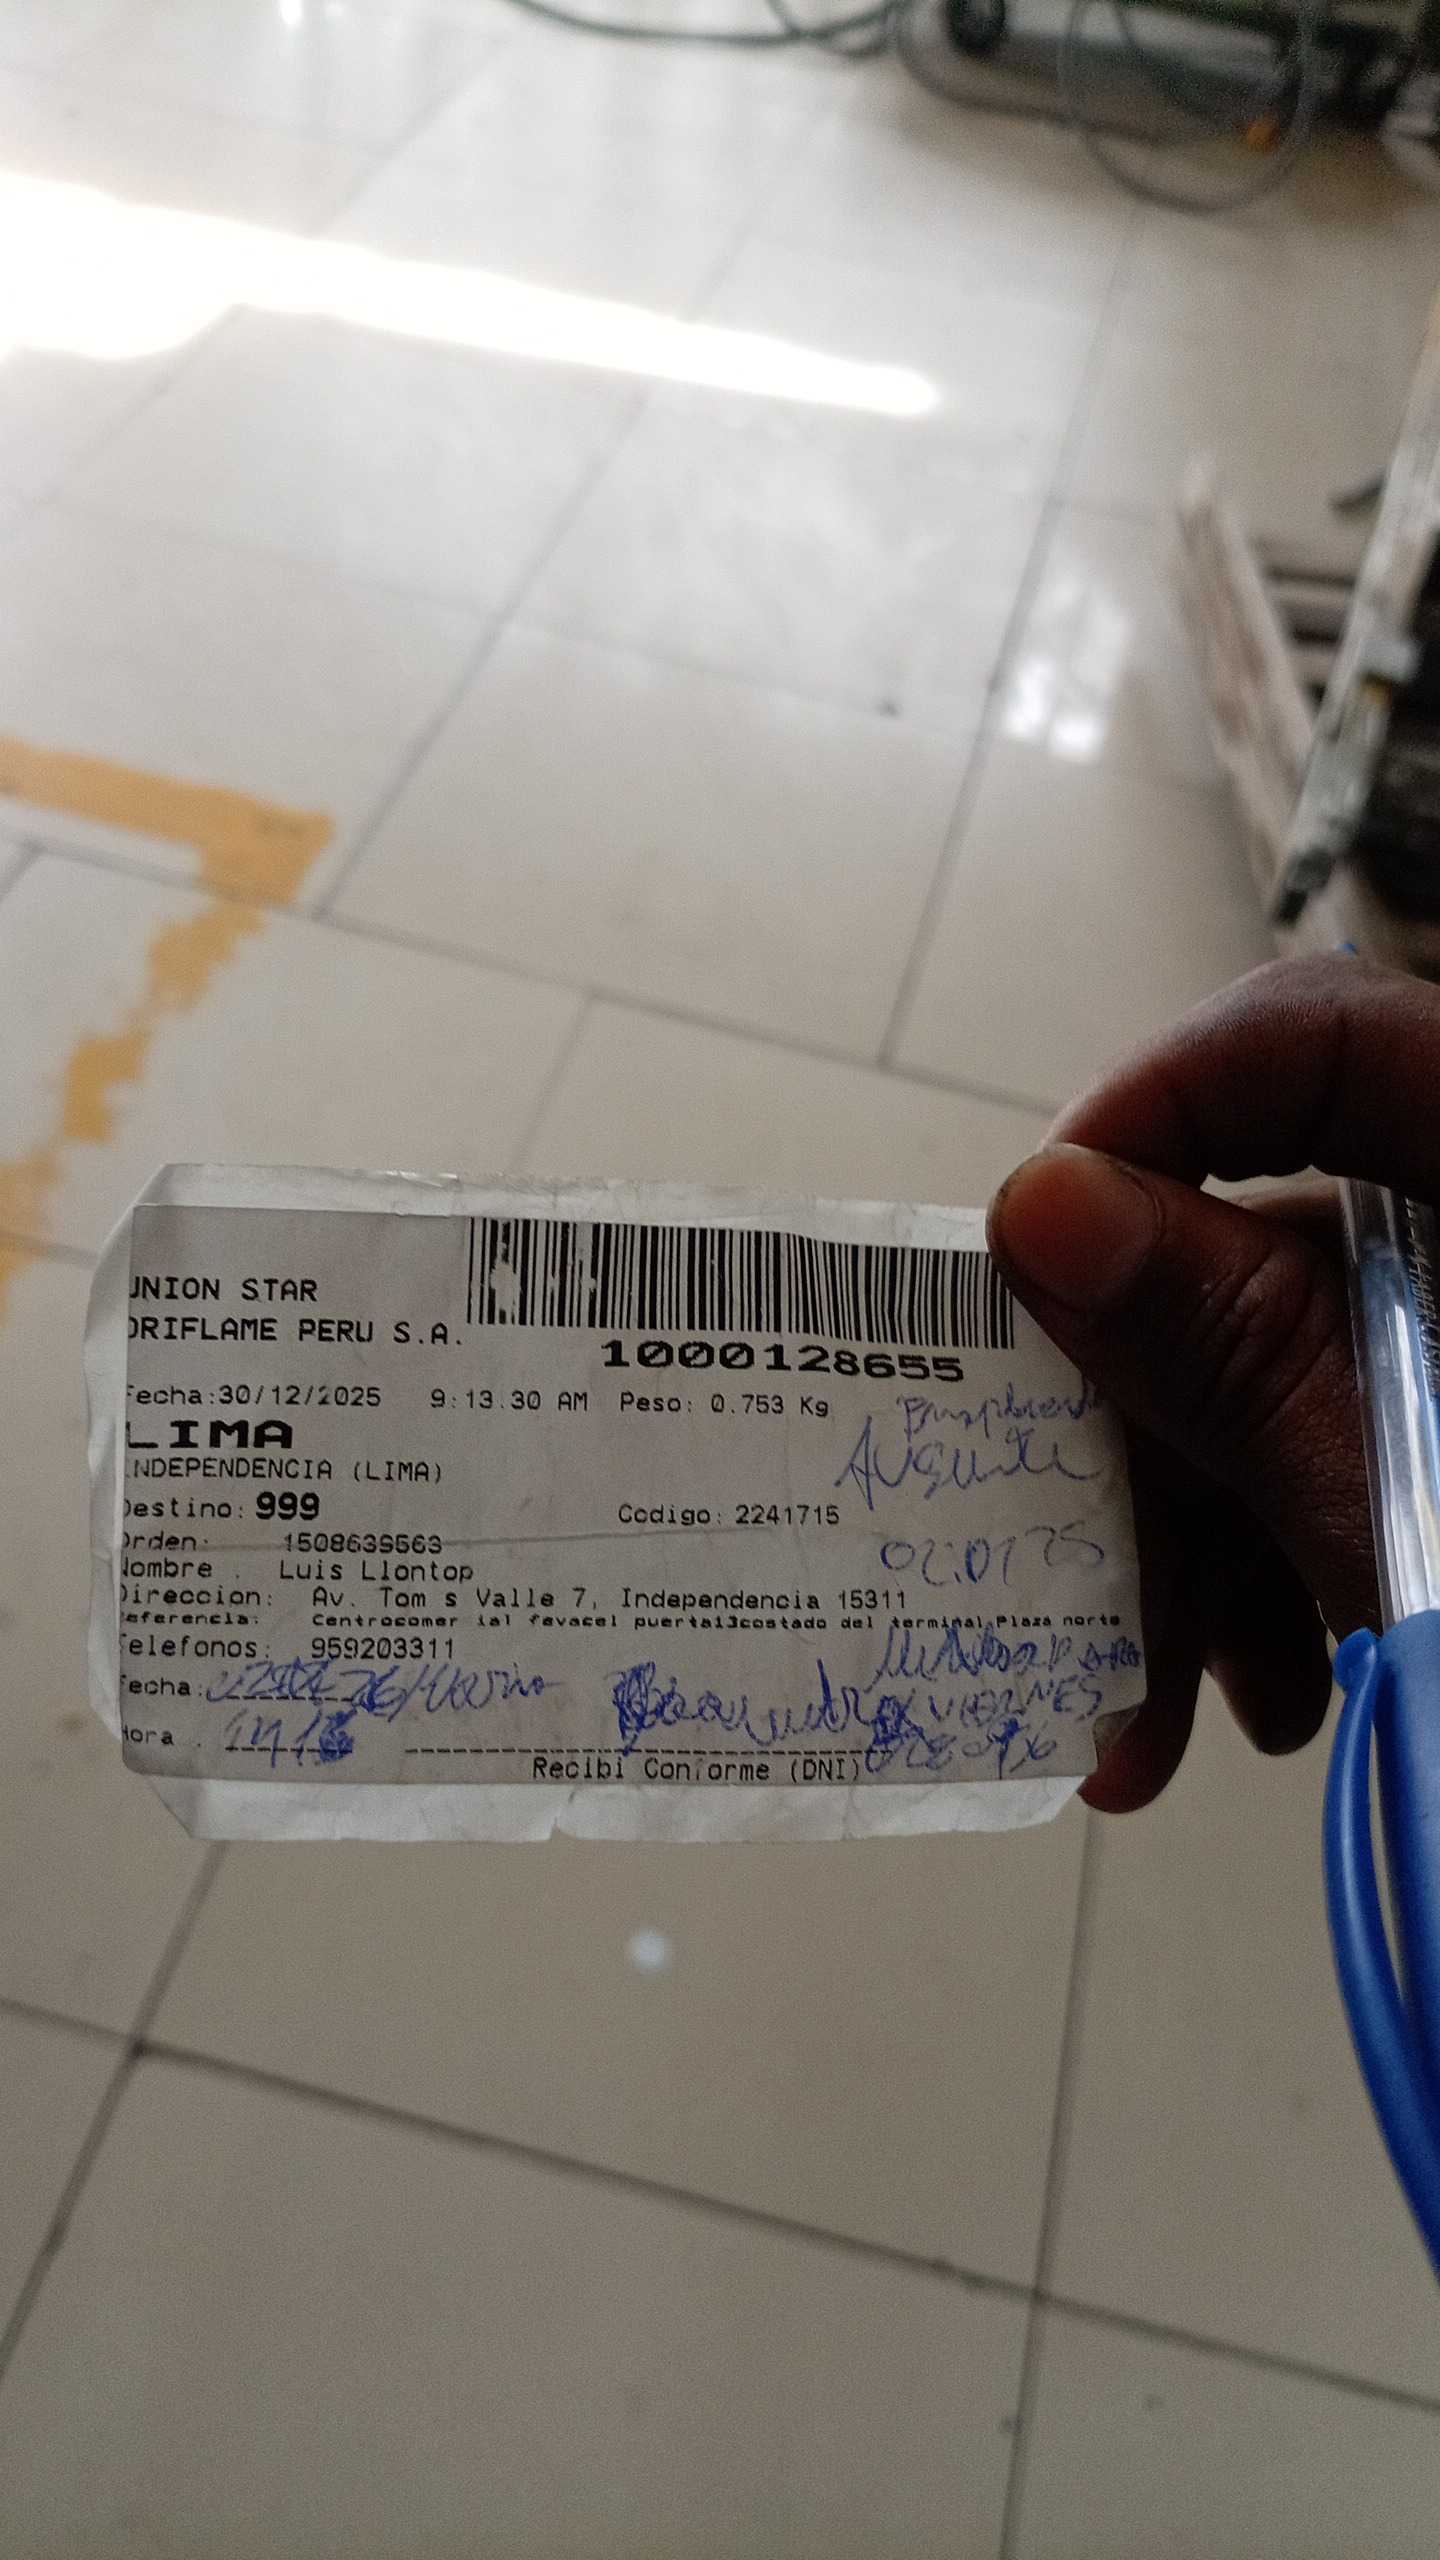 UNION STAR
ORIFLAME PERU S.A.
1000128655
Fecha:30/12/2025 9:13.30 AM Peso: 0.753 Kg
LIMA
INDEPENDENCIA (LIMA)
Destino: 999 Codigo: 2241715
Orden: 1508639563
Nombre : Luis Llontop
Direccion: Av. Tom s Valle 7, Independencia 15311
Referencia: Centrocomer ial fevacel puerta13costado del terminal Plaza norte
Telefonos: 959203311
Fecha:
VIERNES
Hora :
Recibi Conforme (DNI)